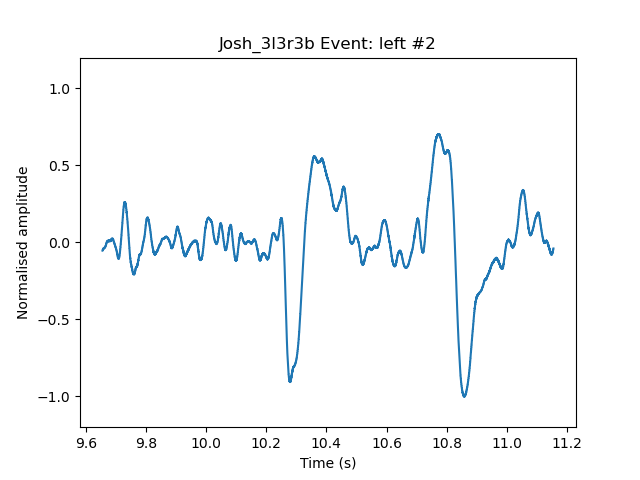 Josh_3l3r3b Event: left #2
Normalised amplitude
1.0
0.5
0.0
−0.5
−1.0
9.6 9.8 10.0 10.2 10.4 10.6 10.8 11.0 11.2
Time (s)